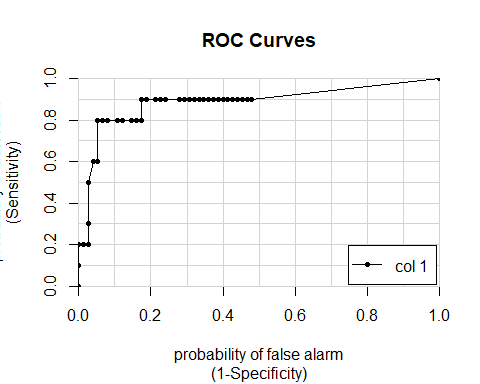 ROC Curves
(Sensitivity)
1.0
0.8
0.6
0.4
0.2
0.0
col 1
0.0 0.2 0.4 0.6 0.8 1.0
probability of false alarm
(1-Specificity)